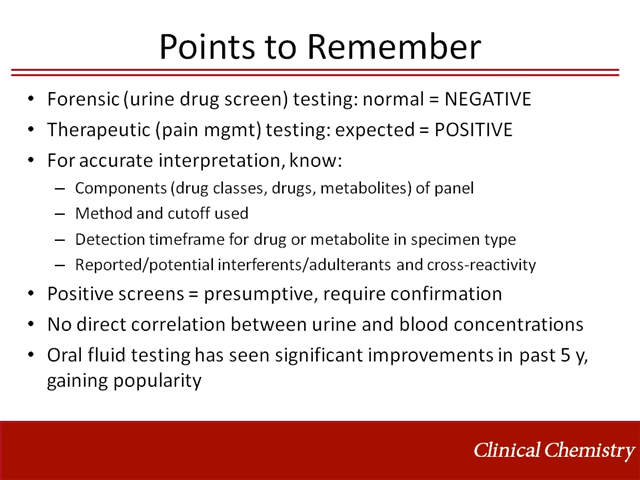 Points to Remember
• Forensic (urine drug screen) testing: normal = NEGATIVE
• Therapeutic (pain mgmt) testing: expected = POSITIVE
• For accurate interpretation, know:
– Components (drug classes, drugs, metabolites) of panel
– Method and cutoff used
– Detection timeframe for drug or metabolite in specimen type
– Reported/potential interferents/adulterants and cross-reactivity
• Positive screens = presumptive, require confirmation
• No direct correlation between urine and blood concentrations
• Oral fluid testing has seen significant improvements in past 5 y,
gaining popularity
Clinical Chemistry